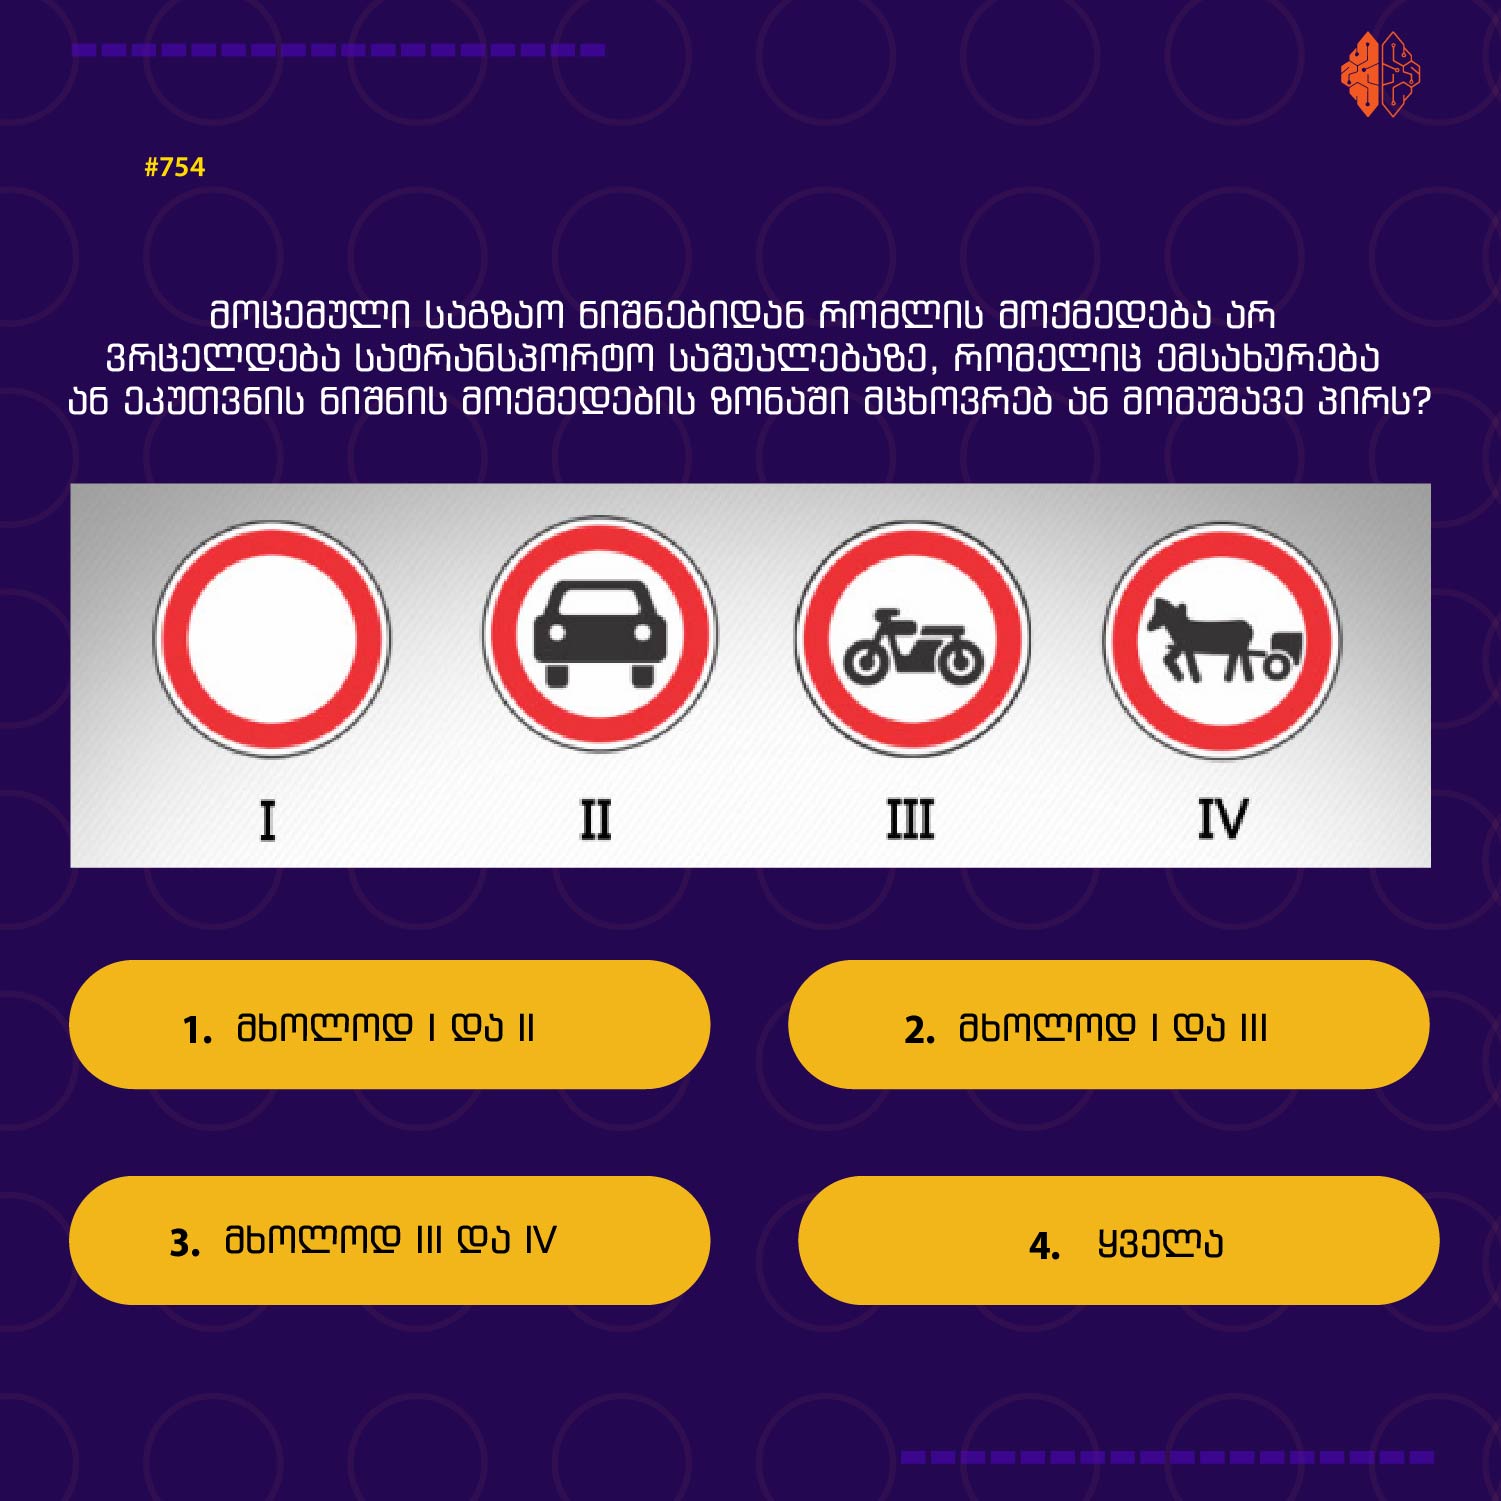 #754
მოცემული საგზაო ნიშნებიდან რომლის მოქმედება არ
ვრცელდება სატრანსპორტო საშუალებაზე, რომელიც ემსახურება
ან ეკუთვნის ნიშნის მოქმედების ზონაში მცხოვრებ ან მომუშავე პირს?
I II III IV
1. მხოლოდ I და II
2. მხოლოდ I და III
3. მხოლოდ III და IV
4. ყველა